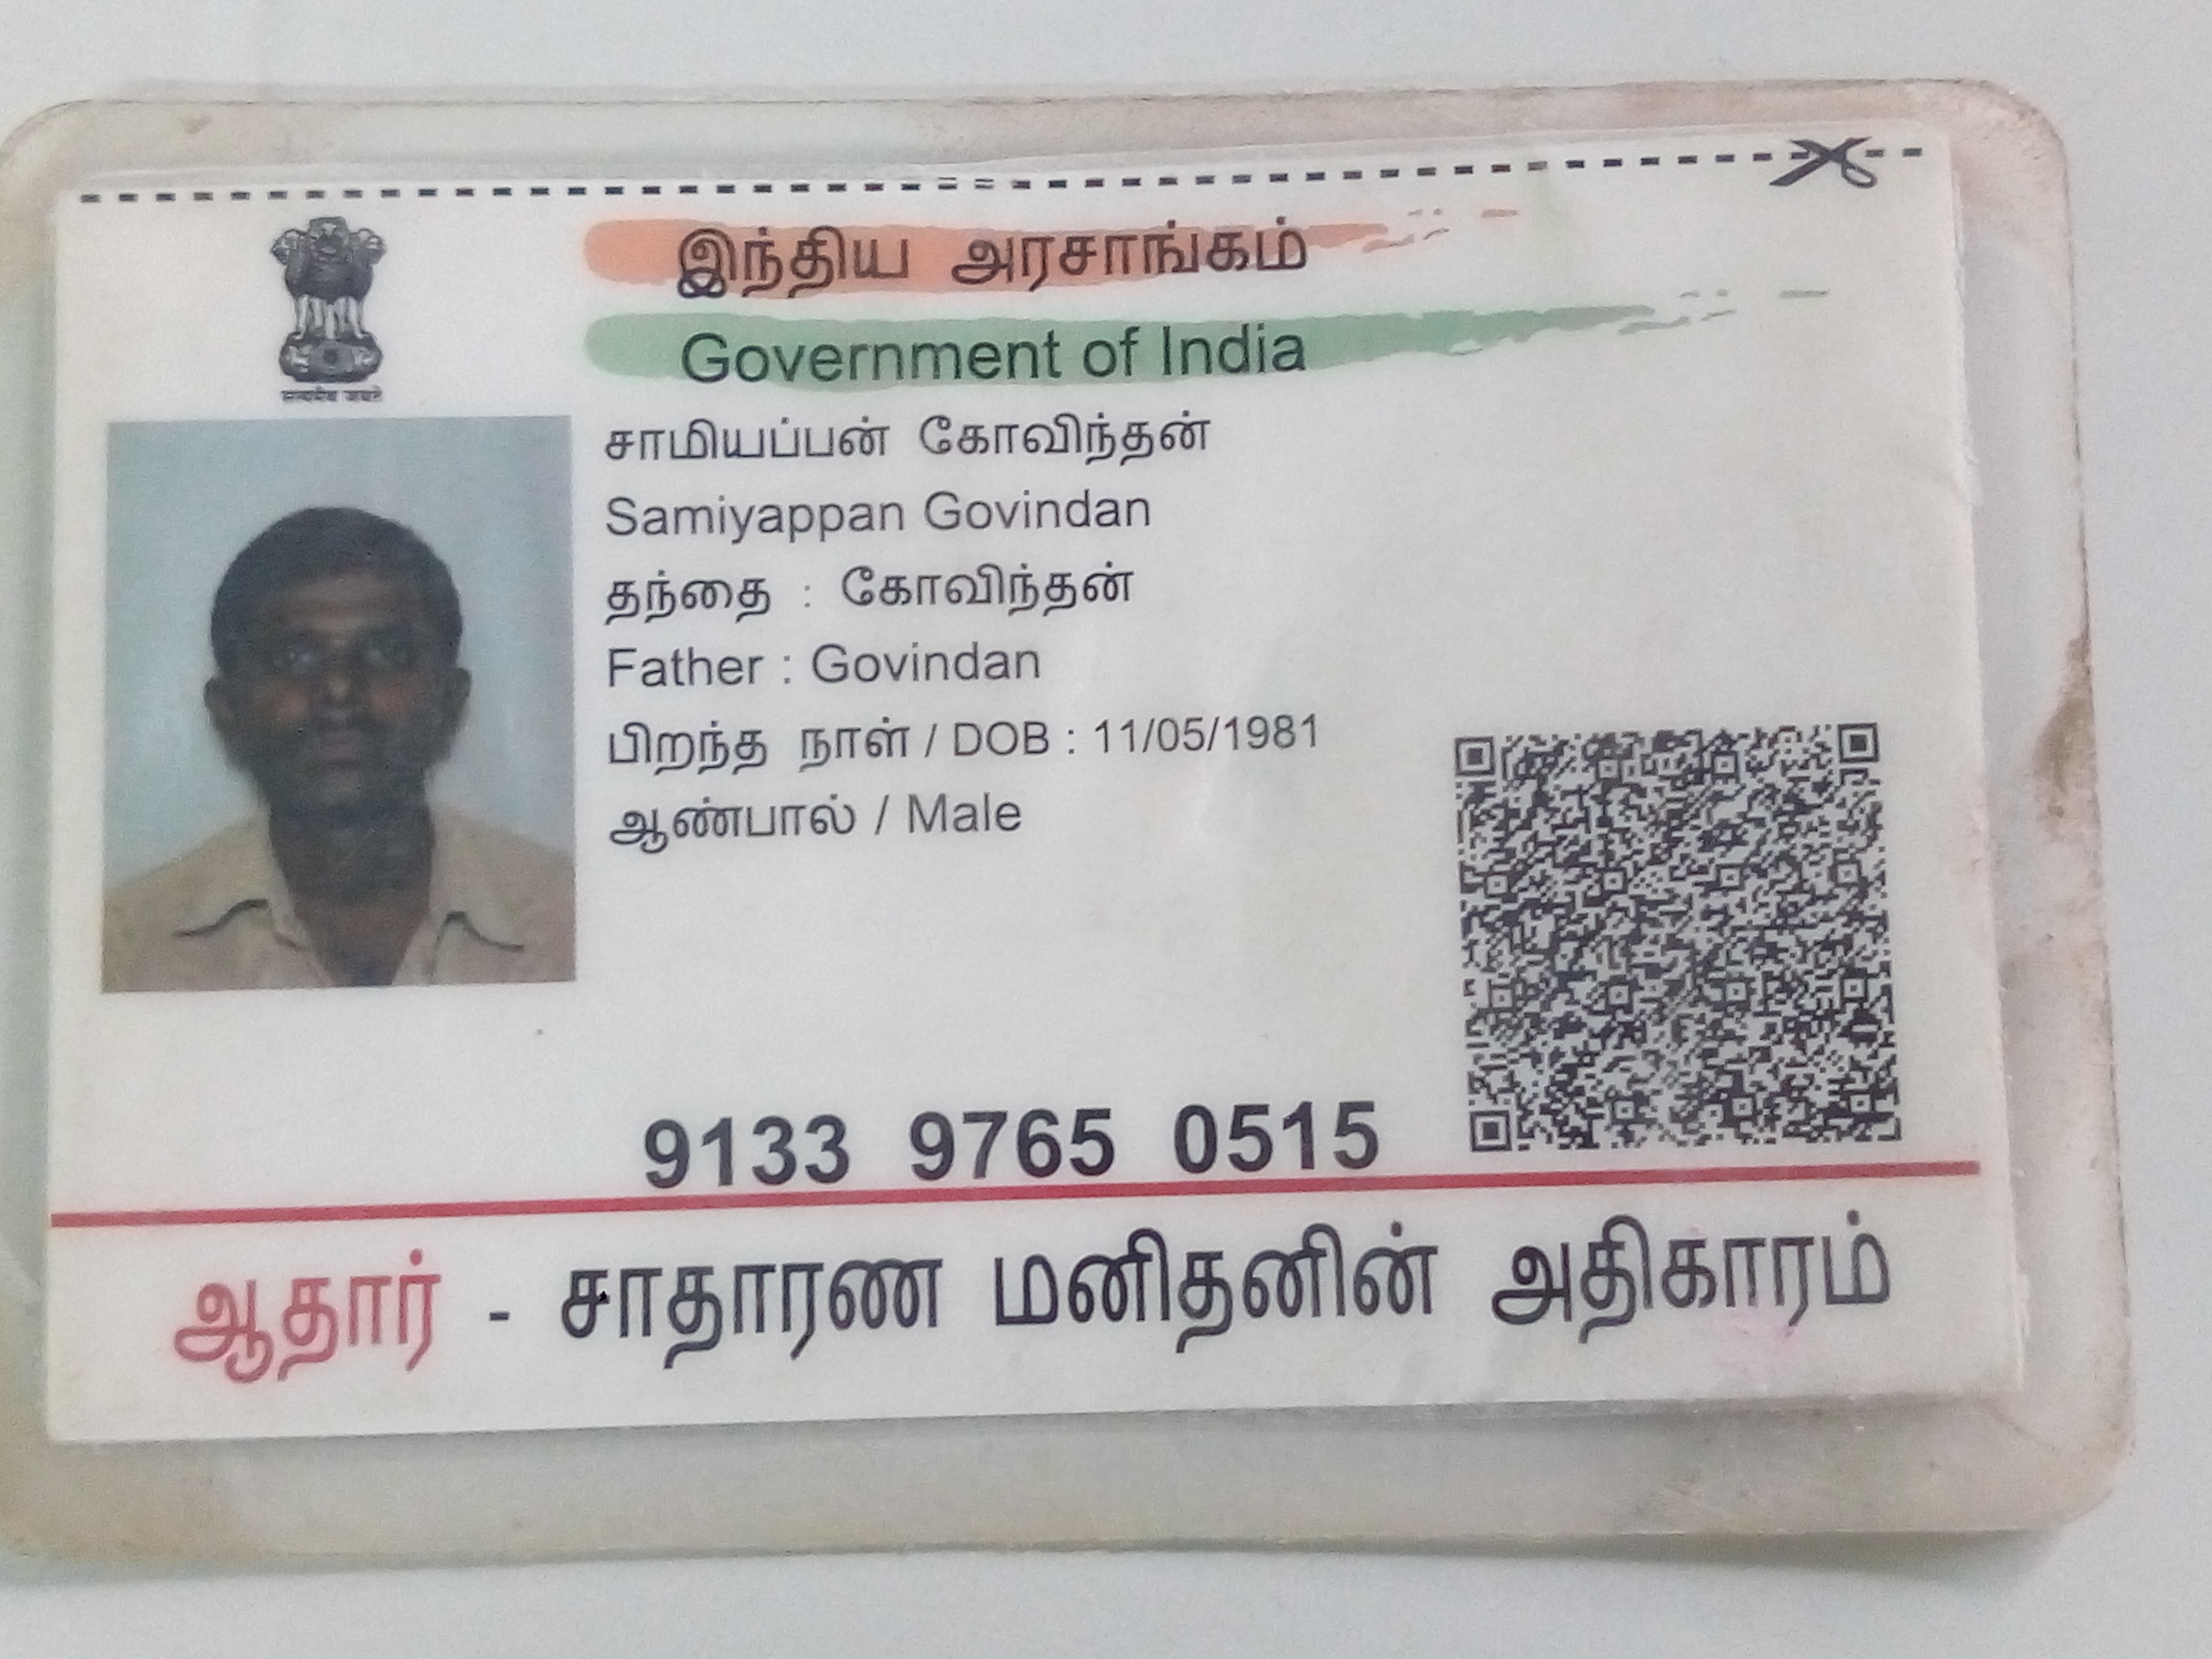 இந்திய அரசாங்கம்
Government of India
சாமியப்பன் கோவிந்தன்
Samiyappan Govindan
தந்தை : கோவிந்தன்
Father : Govindan
பிறந்த நாள் / DOB : 11/05/1981
ஆண்பால் / Male
9133 9765 0515
ஆதார் - சாதாரண மனிதனின் அதிகாரம்